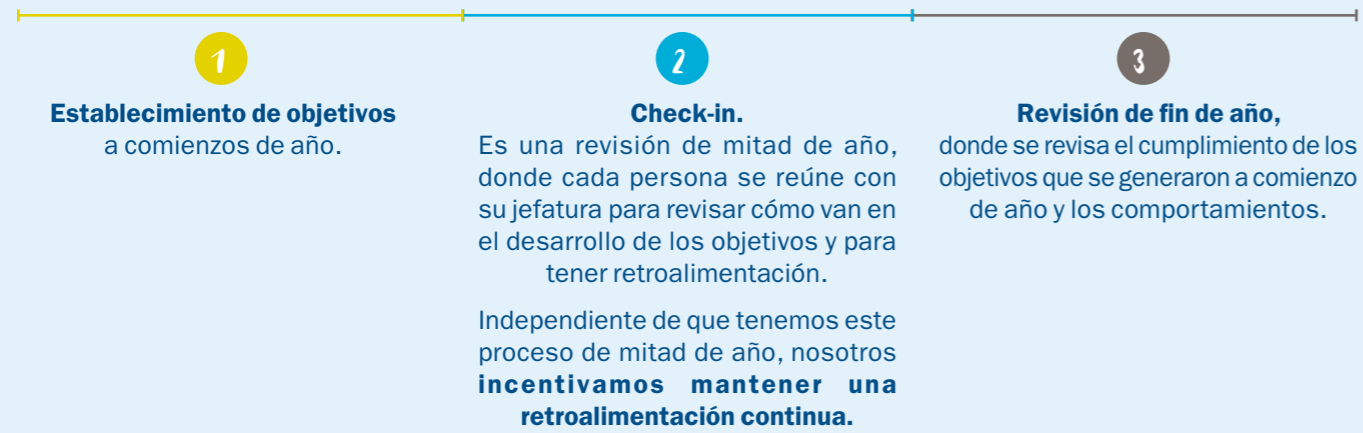 1
Establecimiento de objetivos
a comienzos de año.
2
Check-in.
Es una revisión de mitad de año,
donde cada persona se reúne con
su jefatura para revisar cómo van en
el desarrollo de los objetivos y para
tener retroalimentación.
Independiente de que tenemos este
proceso de mitad de año, nosotros
incentivamos mantener una
retroalimentación continua.
3
Revisión de fin de año,
donde se revisa el cumplimiento de los
objetivos que se generaron a comienzo
de año y los comportamientos.